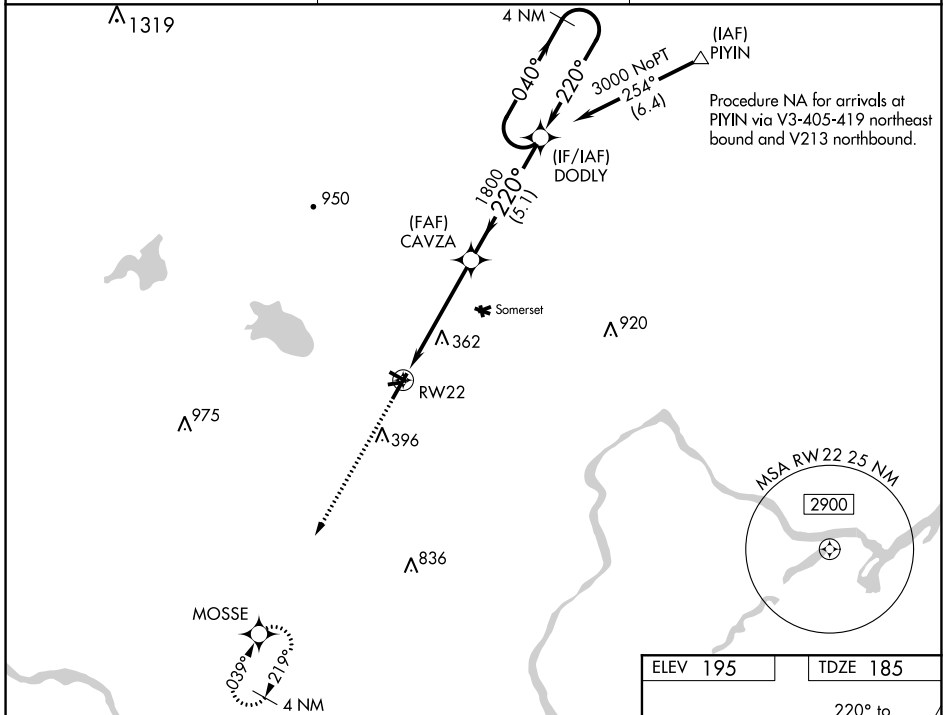 1319
4 NM
(IAF)
PIYIN
3000 NoPT
254°
(6.4)
040°
220°
Procedure NA for arrivals at
PIYIN via V3-405-419 northeast
bound and V213 northbound.
(IF/IAF)
DODLY
1800
220°
(5.1)
950
(FAF)
CAVZA
Somerset
920
362
RW22
975
396
MSA RW22 25 NM
2900
836
MOSSE
039°
219°
4 NM
ELEV 195
TDZE 185
220° to